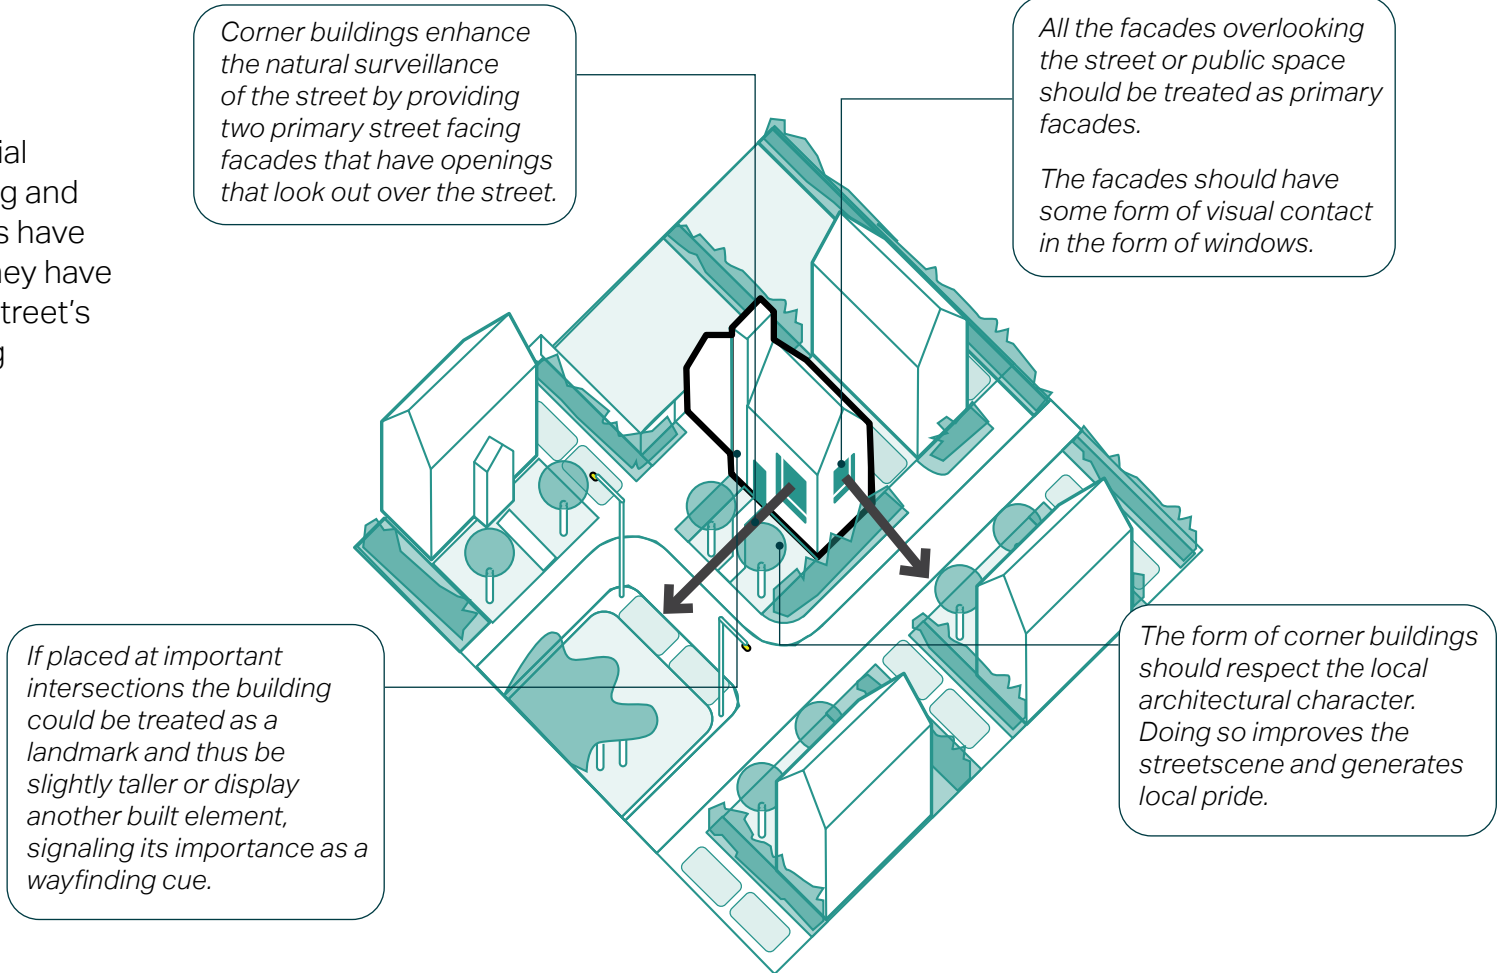 ial
g and
s have
ney have
treet's
g
Corner buildings enhance
the natural surveillance
of the street by providing
two primary street facing
facades that have openings
that look out over the street.
All the facades overlooking
the street or public space
should be treated as primary
facades.
The facades should have
some form of visual contact
in the form of windows.
If placed at important
intersections the building
could be treated as a
landmark and thus be
slightly taller or display
another built element,
signaling its importance as a
wayfinding cue.
The form of corner buildings
should respect the local
architectural character.
Doing so improves the
streetscene and generates
local pride.